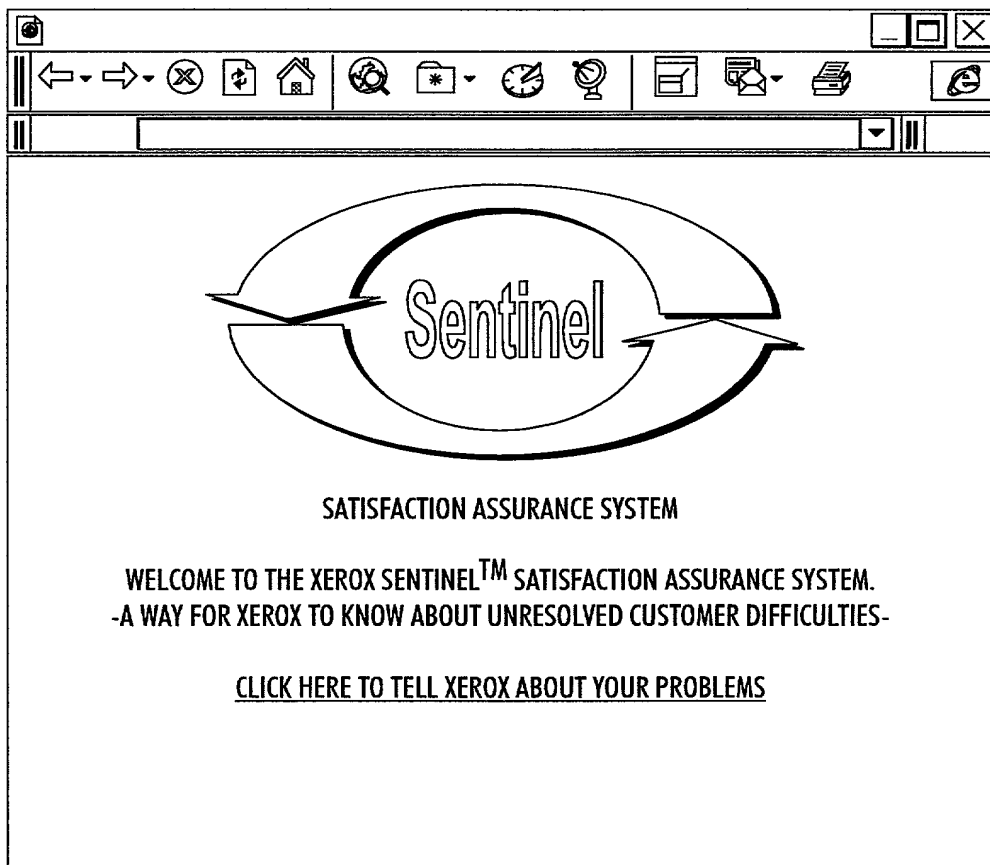 Sentinel
SATISFACTION ASSURANCE SYSTEM
WELCOME TO THE XEROX SENTINEL™ SATISFACTION ASSURANCE SYSTEM.
-A WAY FOR XEROX TO KNOW ABOUT UNRESOLVED CUSTOMER DIFFICULTIES-
CLICK HERE TO TELL XEROX ABOUT YOUR PROBLEMS